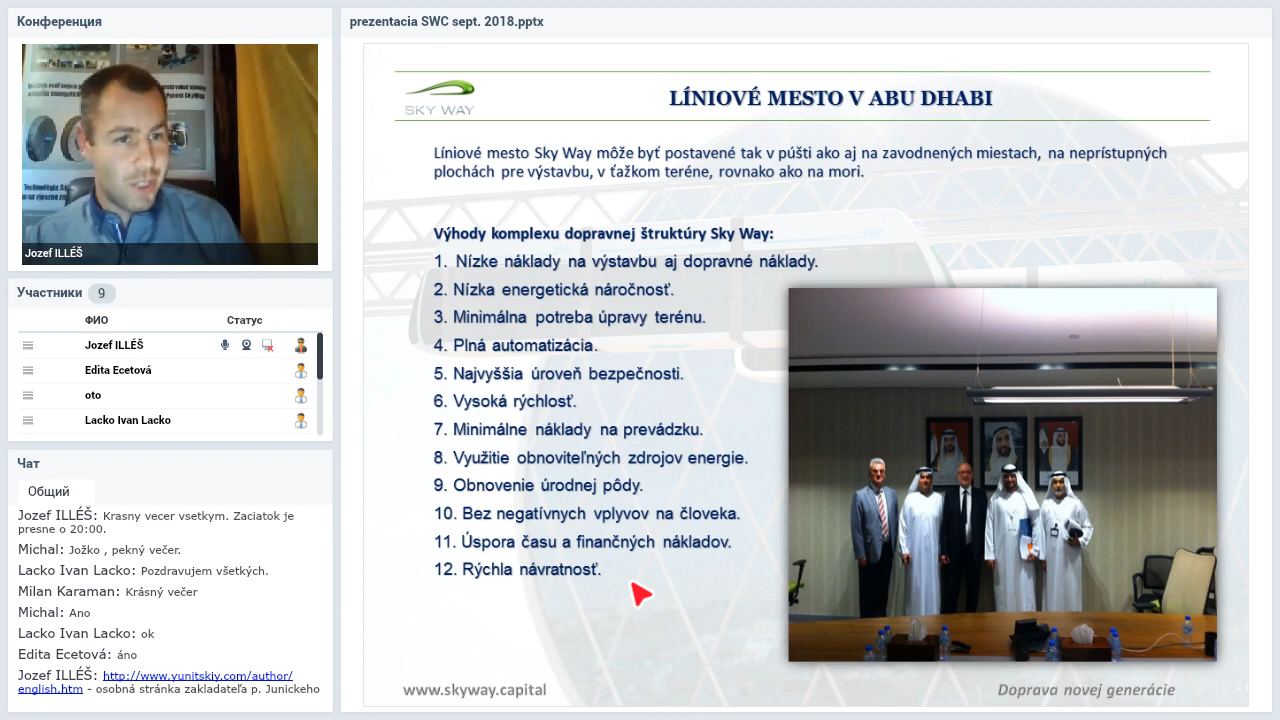 Конференция
Jozef ILLÉŠ
Участники 9
ФИО Статус
Jozef ILLÉŠ
Edita Ecetová
oto
Lacko Ivan Lacko
Чат
Общий
Jozef ILLÉŠ: Krasny vecer vsetkym. Zaciatok je
presne o 20:00.
Michal: Jožko , pekný večer.
Lacko Ivan Lacko: Pozdravujem všetkých.
Milan Karaman: Krásný večer
Michal: Ano
Lacko Ivan Lacko: ok
Edita Ecetová: áno
Jozef ILLÉŠ: http://www.yunitskiy.com/author/
english.htm - osobná stránka zakladateľa p. Junickeho
prezentacia SWC sept. 2018.pptx
SKY WAY
LÍNIOVÉ MESTO V ABU DHABI
Líniové mesto Sky Way môže byť postavené tak v púšti ako aj na zavodnených miestach, na neprístupných
plochách pre výstavbu, v ťažkom teréne, rovnako ako na mori.
Výhody komplexu dopravnej štruktúry Sky Way:
1. Nízke náklady na výstavbu aj dopravné náklady.
2. Nízka energetická náročnosť.
3. Minimálna potreba úpravy terénu.
4. Plná automatizácia.
5. Najvyššia úroveň bezpečnosti.
6. Vysoká rýchlosť.
7. Minimálne náklady na prevádzku.
8. Využitie obnoviteľných zdrojov energie.
9. Obnovenie úrodnej pôdy.
10. Bez negatívnych vplyvov na človeka.
11. Úspora času a finančných nákladov.
12. Rýchla návratnosť.
www.skyway.capital
Doprava novej generácie